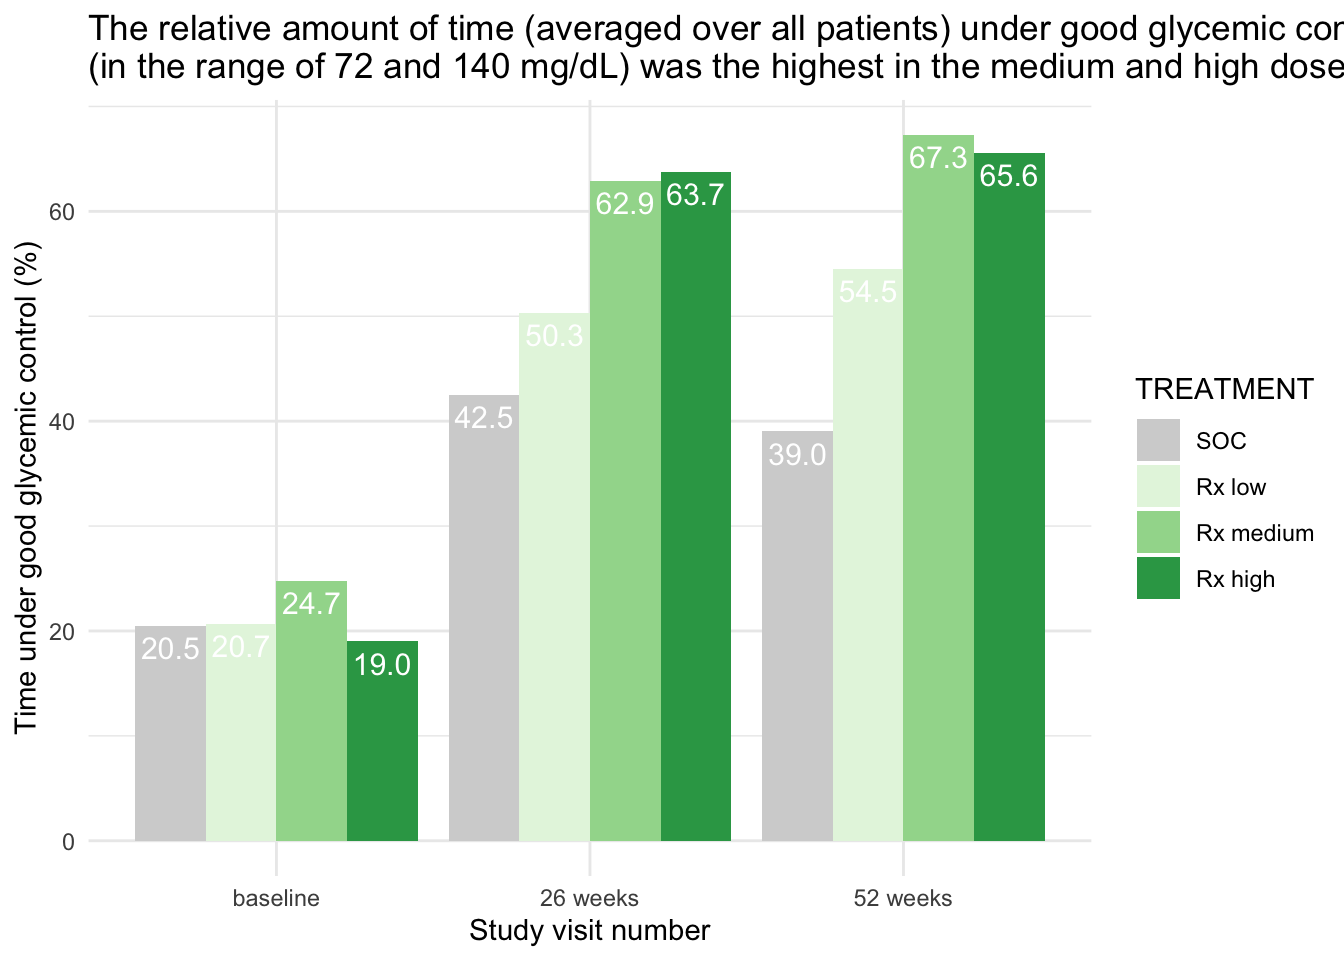 The relative amount of time (averaged over all patients) under good glycemic con
(in the range of 72 and 140 mg/dL) was the highest in the medium and high dose
Time under good glycemic control (%)
60
40
20
0
20.5
20.7
24.7
19.0
42.5
50.3
62.9
63.7
39.0
54.5
67.3
65.6
baseline
26 weeks
52 weeks
Study visit number
TREATMENT
SOC
Rx low
Rx medium
Rx high